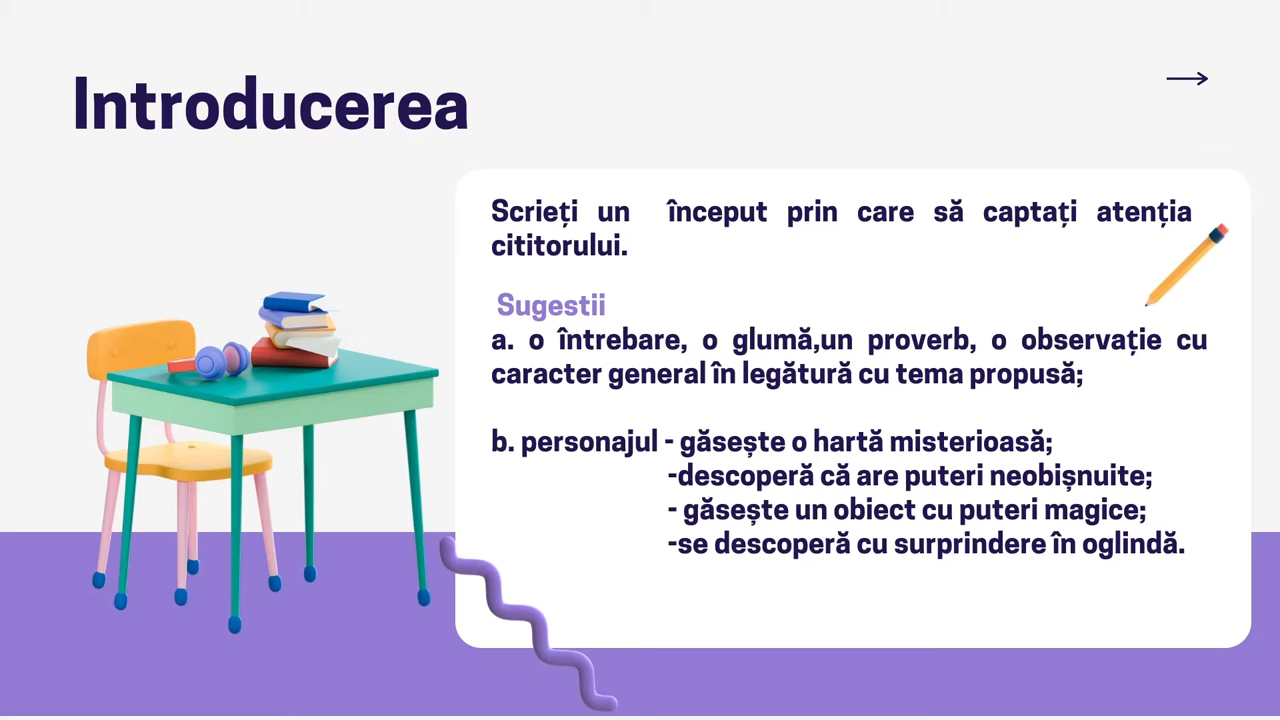 Introducerea
Scrieți un început prin care să captați atenția
cititorului.
Sugestii
a. o întrebare, o glumă,un proverb, o observație cu
caracter general în legătură cu tema propusă;
b. personajul - găsește o hartă misterioasă;
-descoperă că are puteri neobișnuite;
- găsește un obiect cu puteri magice;
-se descoperă cu surprindere în oglindă.